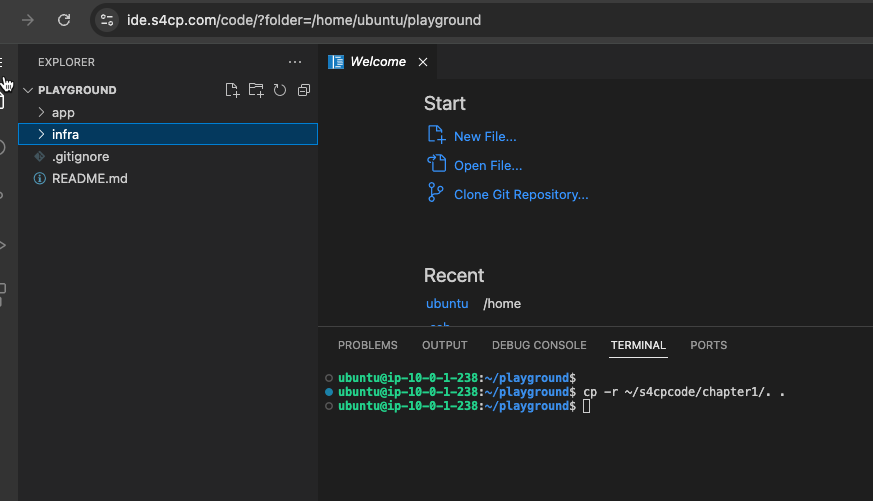 ide.s4cp.com/code/?folder=/home/ubuntu/playground
EXPLORER
PLAYGROUND
app
infra
.gitignore
README.md
Welcome
Start
New File...
Open File...
Clone Git Repository...
Recent
ubuntu /home
PROBLEMS OUTPUT DEBUG CONSOLE TERMINAL PORTS
ubuntu@ip-10-0-1-238:~/playground$
ubuntu@ip-10-0-1-238:~/playground$ cp -r ~/s4cpcode/chapter1/. .
ubuntu@ip-10-0-1-238:~/playground$